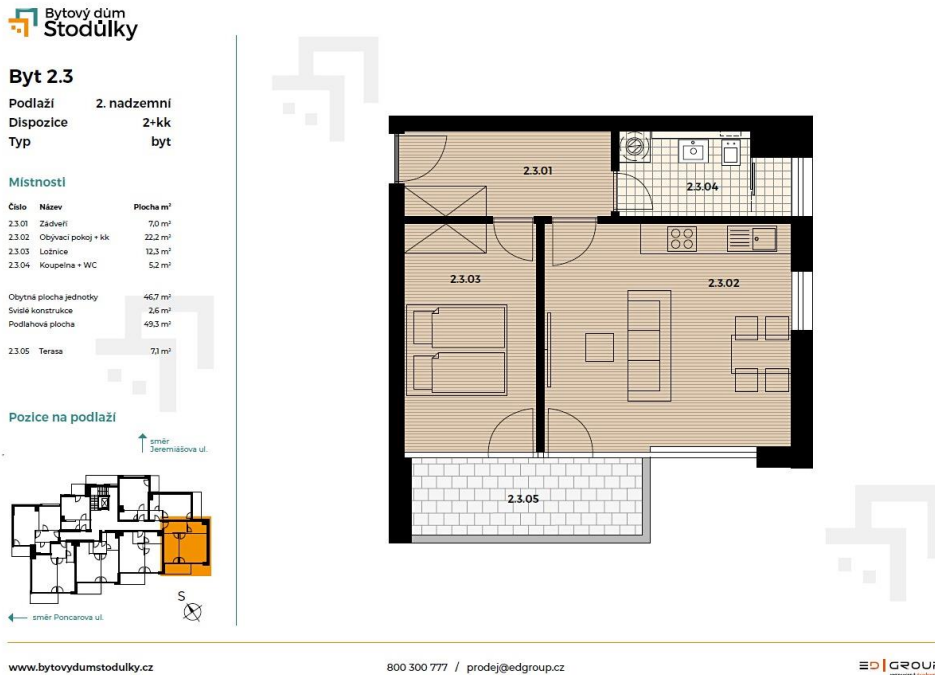 Bytový dům
Stodůlky
Byt 2.3
Podlaží 2. nadzemní
Dispozice 2+kk
Typ byt
Místnosti
Číslo Název Plocha m²
2.3.01 Zádveří 7,0 m²
2.3.02 Obývací pokoj + kk 22,2 m²
2.3.03 Ložnice 12,3 m²
2.3.04 Koupelna + WC 5,2 m²
Obytná plocha jednotky 46,7 m²
Svislé konstrukce 2,6 m²
Podlahová plocha 49,3 m²
2.3.05 Terasa 7,1 m²
Pozice na podlaží
směr
Jeremiášova ul.
směr Poncarova ul.
S
2.3.01
2.3.04
2.3.03
2.3.02
2.3.05
www.bytovydumstodulky.cz
800 300 777 / prodej@edgroup.cz
ED GROUP